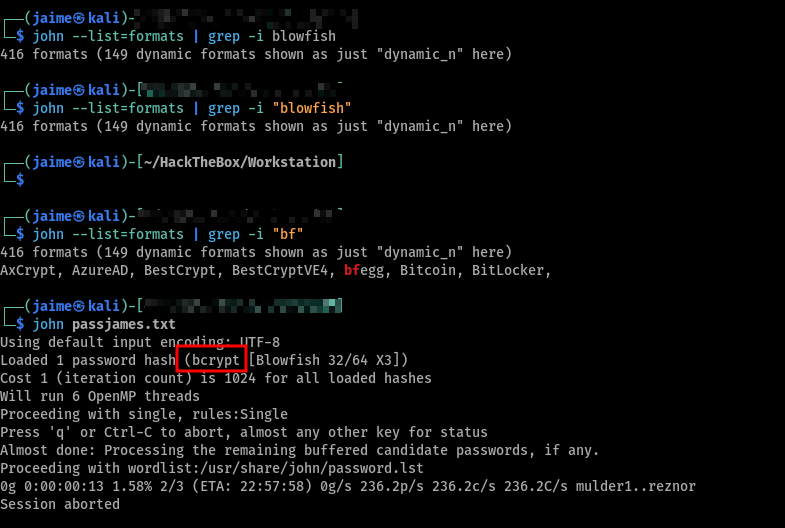 ┌──(jaime㉿kali)-
└─$ john --list=formats | grep -i blowfish
416 formats (149 dynamic formats shown as just "dynamic_n" here)
┌──(jaime㉿kali)-[
└─$ john --list=formats | grep -i "blowfish"
416 formats (149 dynamic formats shown as just "dynamic_n" here)
┌──(jaime㉿kali)-[~/HackTheBox/Workstation]
└─$
┌──(jaime㉿kali)-
└─$ john --list=formats | grep -i "bf"
416 formats (149 dynamic formats shown as just "dynamic_n" here)
AxCrypt, AzureAD, BestCrypt, BestCryptVE4, bfegg, Bitcoin, BitLocker,
┌──(jaime㉿kali)-[ ]
└─$ john passjames.txt
Using default input encoding: UTF-8
Loaded 1 password hash (bcrypt [Blowfish 32/64 X3])
Cost 1 (iteration count) is 1024 for all loaded hashes
Will run 6 OpenMP threads
Proceeding with single, rules:Single
Press 'q' or Ctrl-C to abort, almost any other key for status
Almost done: Processing the remaining buffered candidate passwords, if any.
Proceeding with wordlist:/usr/share/john/password.lst
0g 0:00:00:13 1.58% 2/3 (ETA: 22:57:58) 0g/s 236.2p/s 236.2c/s 236.2C/s mulder1..reznor
Session aborted